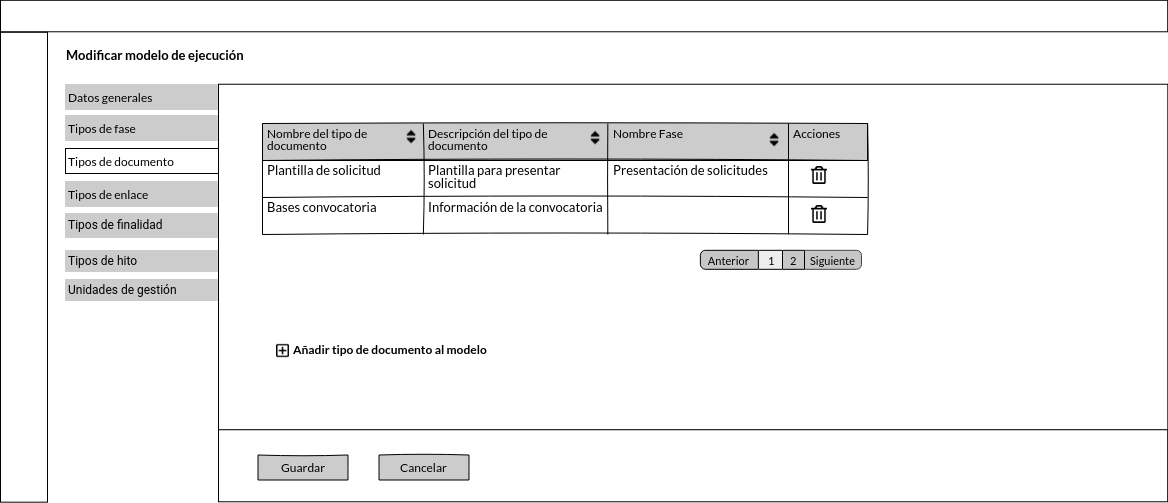 Modificar modelo de ejecución
Datos generales
Tipos de fase
Tipos de documento
Tipos de enlace
Tipos de finalidad
Tipos de hito
Unidades de gestión
Nombre del tipo de
documento
Descripción del tipo de
documento
Nombre Fase
Acciones
Plantilla de solicitud
Plantilla para presentar
solicitud
Presentación de solicitudes
Bases convocatoria
Información de la convocatoria
Anterior 1 2 Siguiente
Añadir tipo de documento al modelo
Guardar
Cancelar